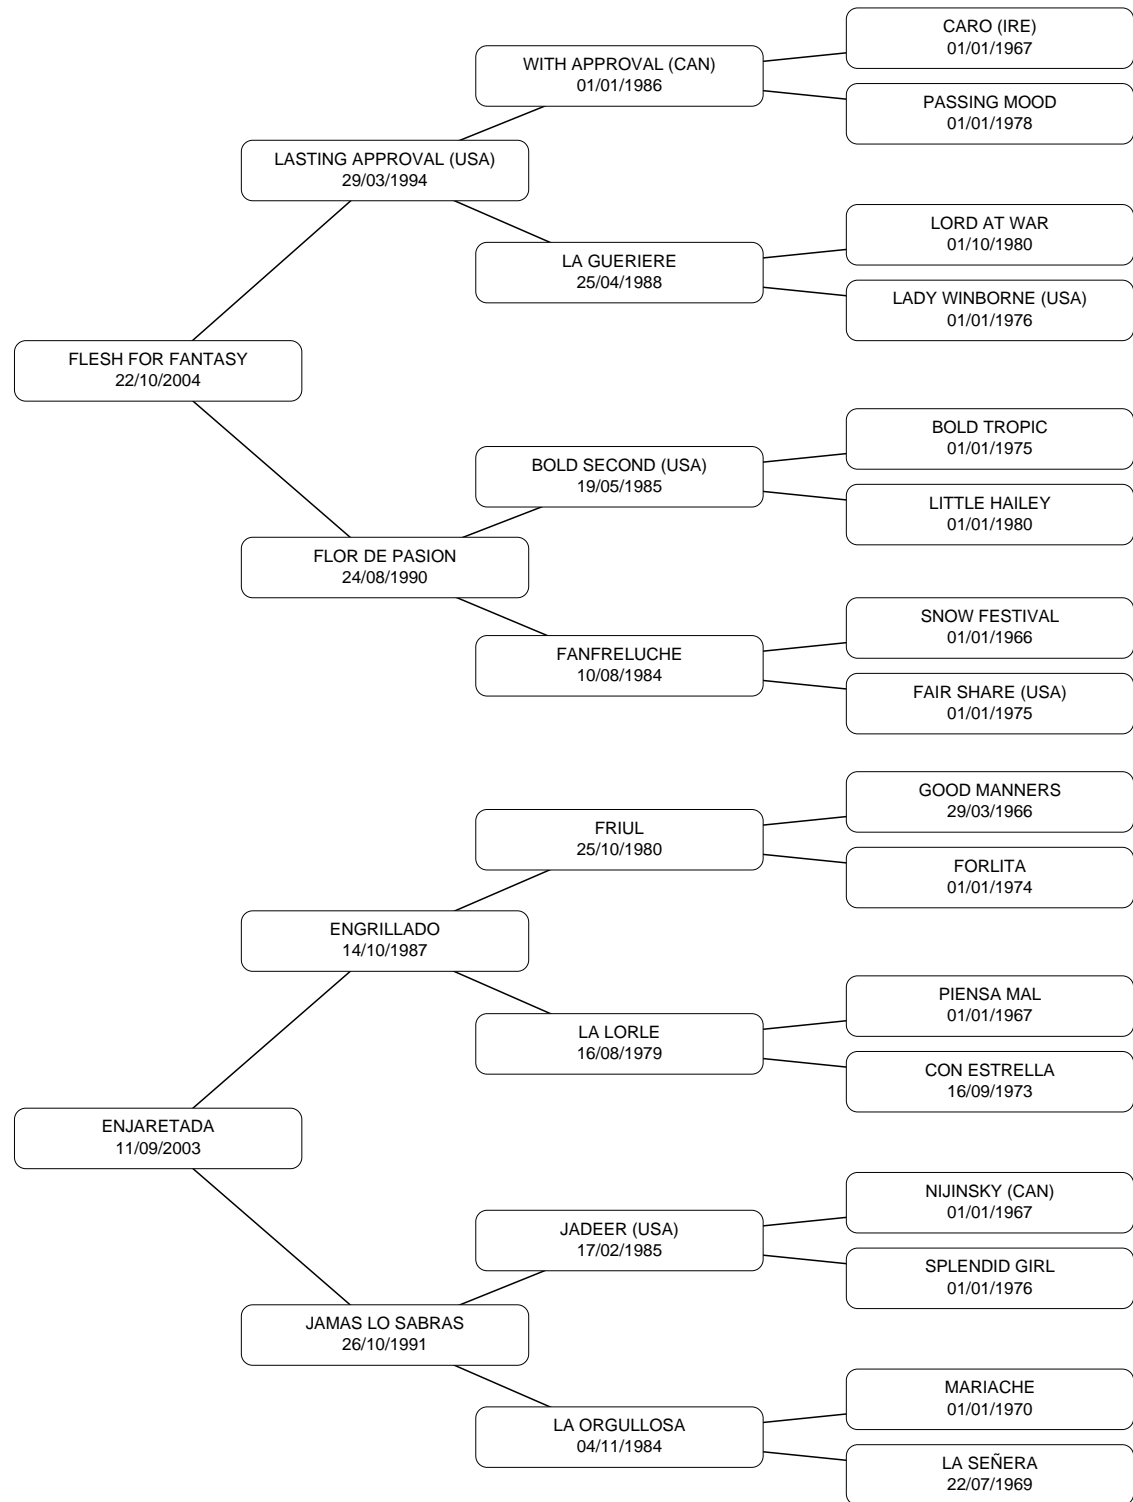 CARO (IRE)
01/01/1967
WITH APPROVAL (CAN)
01/01/1986
PASSING MOOD
01/01/1978
LASTING APPROVAL (USA)
29/03/1994
LORD AT WAR
01/10/1980
LA GUERIERE
25/04/1988
LADY WINBORNE (USA)
01/01/1976
FLESH FOR FANTASY
22/10/2004
BOLD TROPIC
01/01/1975
BOLD SECOND (USA)
19/05/1985
LITTLE HAILEY
01/01/1980
FLOR DE PASION
24/08/1990
SNOW FESTIVAL
01/01/1966
FANFRELUCHE
10/08/1984
FAIR SHARE (USA)
01/01/1975
GOOD MANNERS
29/03/1966
FRIUL
25/10/1980
FORLITA
01/01/1974
ENGRILLADO
14/10/1987
PIENSA MAL
01/01/1967
LA LORLE
16/08/1979
CON ESTRELLA
16/09/1973
ENJARETADA
11/09/2003
NIJINSKY (CAN)
01/01/1967
JADEER (USA)
17/02/1985
SPLENDID GIRL
01/01/1976
JAMAS LO SABRAS
26/10/1991
MARIACHE
01/01/1970
LA ORGULLOSA
04/11/1984
LA SEÑERA
22/07/1969